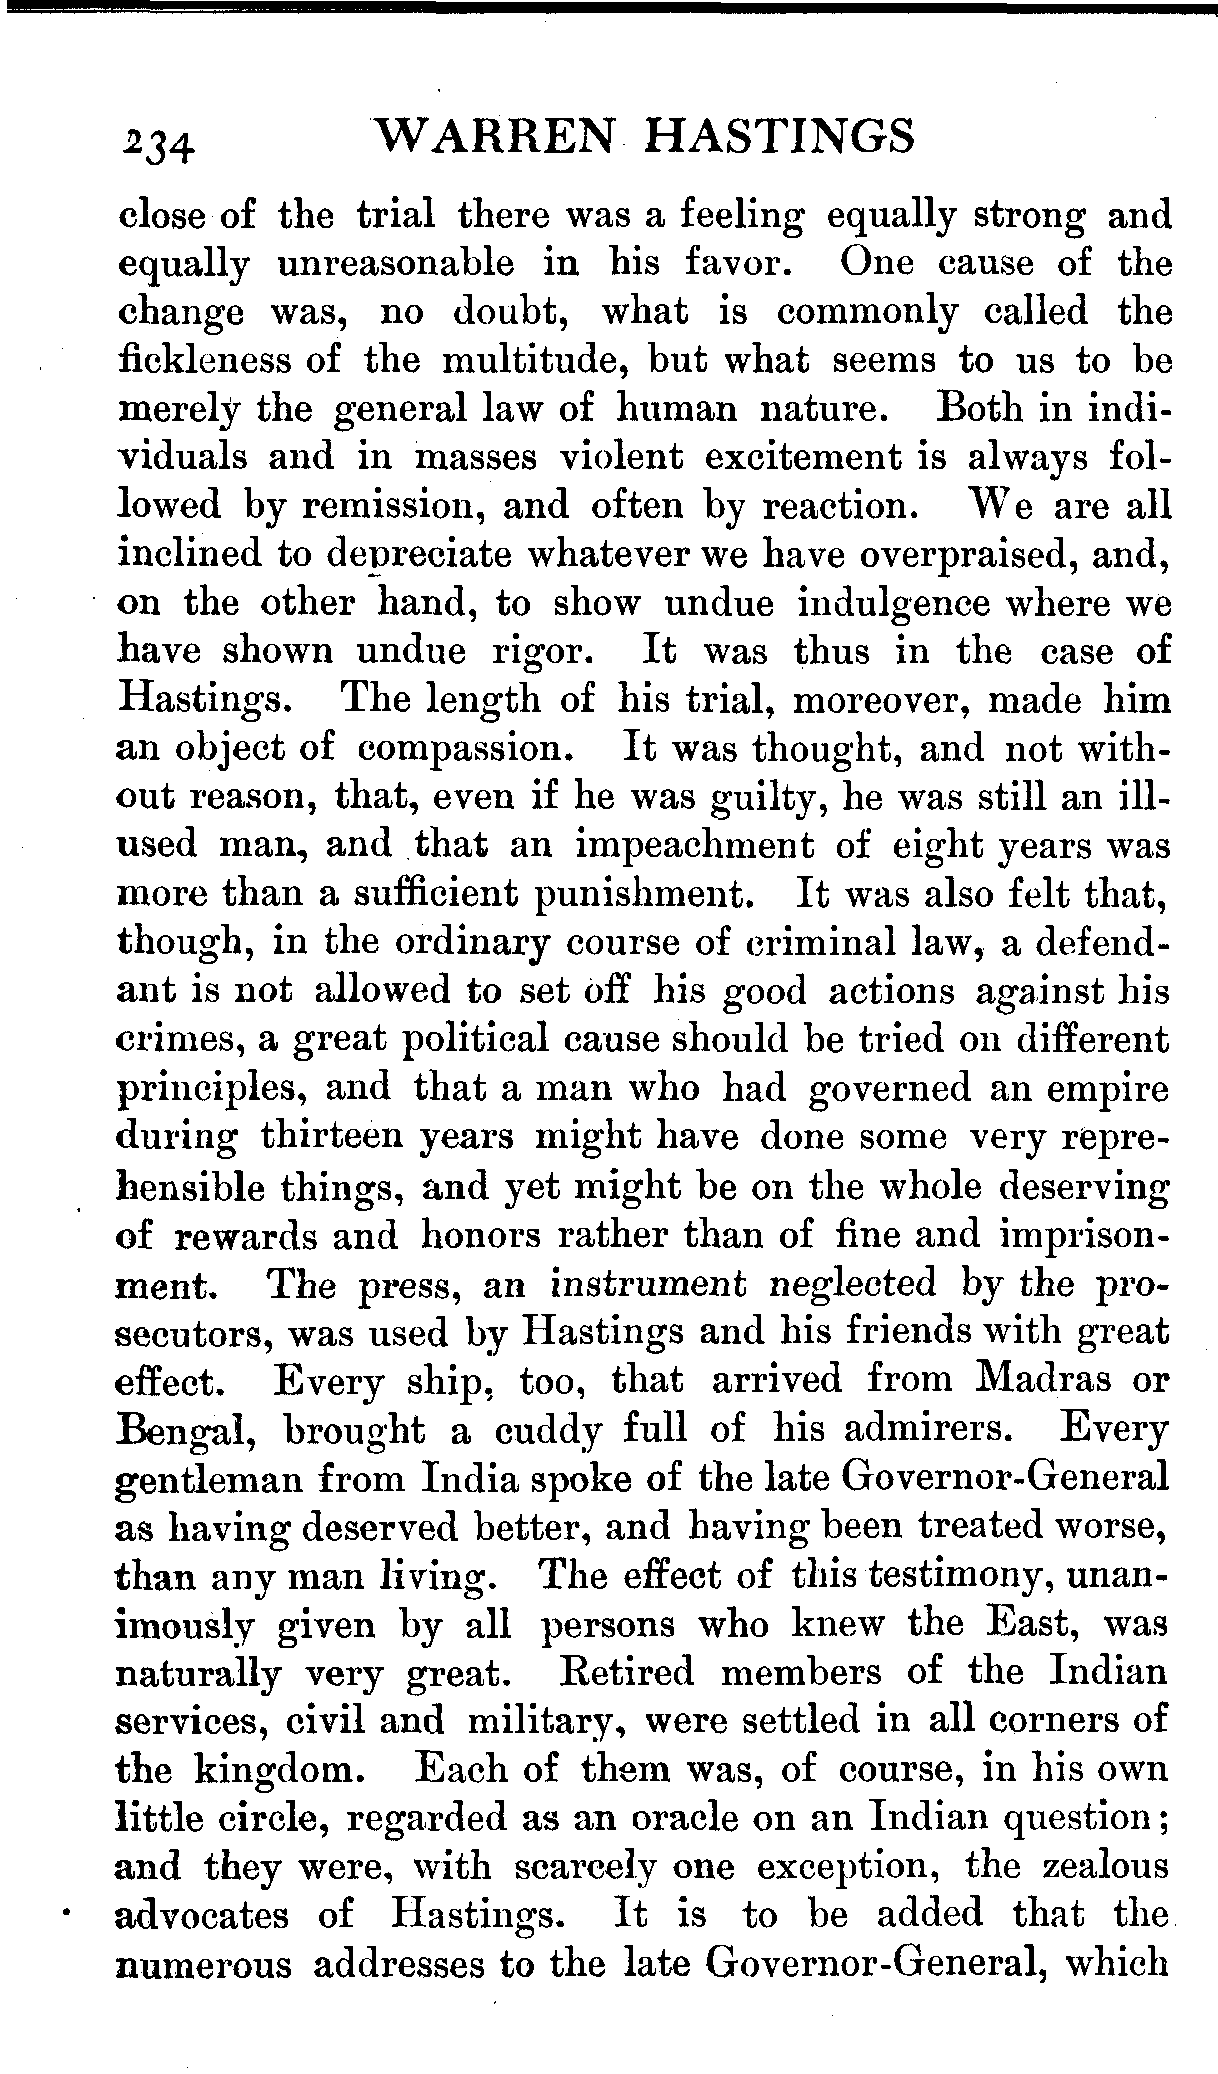 234 WARREN HASTINGS
close of the trial there was a feeling equally strong and
equally unreasonable in his favor. One cause of the
change was, no doubt, what is commonly called the
fickleness of the multitude, but what seems to us to be
merely the general law of human nature. Both in indi-
viduals and in masses violent excitement is always fol-
lowed by remission, and often by reaction. We are all
inclined to depreciate whatever we have overpraised, and,
on the other hand, to show undue indulgence where we
have shown undue rigor. It was thus in the case of
Hastings. The length of his trial, moreover, made him
an object of compassion. It was thought, and not with-
out reason, that, even if he was guilty, he was still an ill-
used man, and that an impeachment of eight years was
more than a sufficient punishment. It was also felt that,
though, in the ordinary course of criminal law, a defend-
ant is not allowed to set off his good actions against his
crimes, a great political cause should be tried on different
principles, and that a man who had governed an empire
during thirteen years might have done some very repre-
hensible things, and yet might be on the whole deserving
of rewards and honors rather than of fine and imprison-
ment. The press, an instrument neglected by the pro-
secutors, was used by Hastings and his friends with great
effect. Every ship, too, that arrived from Madras or
Bengal, brought a cuddy full of his admirers. Every
gentleman from India spoke of the late Governor-General
as having deserved better, and having been treated worse,
than any man living. The effect of this testimony, unan-
imously given by all persons who knew the East, was
naturally very great. Retired members of the Indian
services, civil and military, were settled in all corners of
the kingdom. Each of them was, of course, in his own
little circle, regarded as an oracle on an Indian question;
and they were, with scarcely one exception, the zealous
advocates of Hastings. It is to be added that the
numerous addresses to the late Governor-General, which